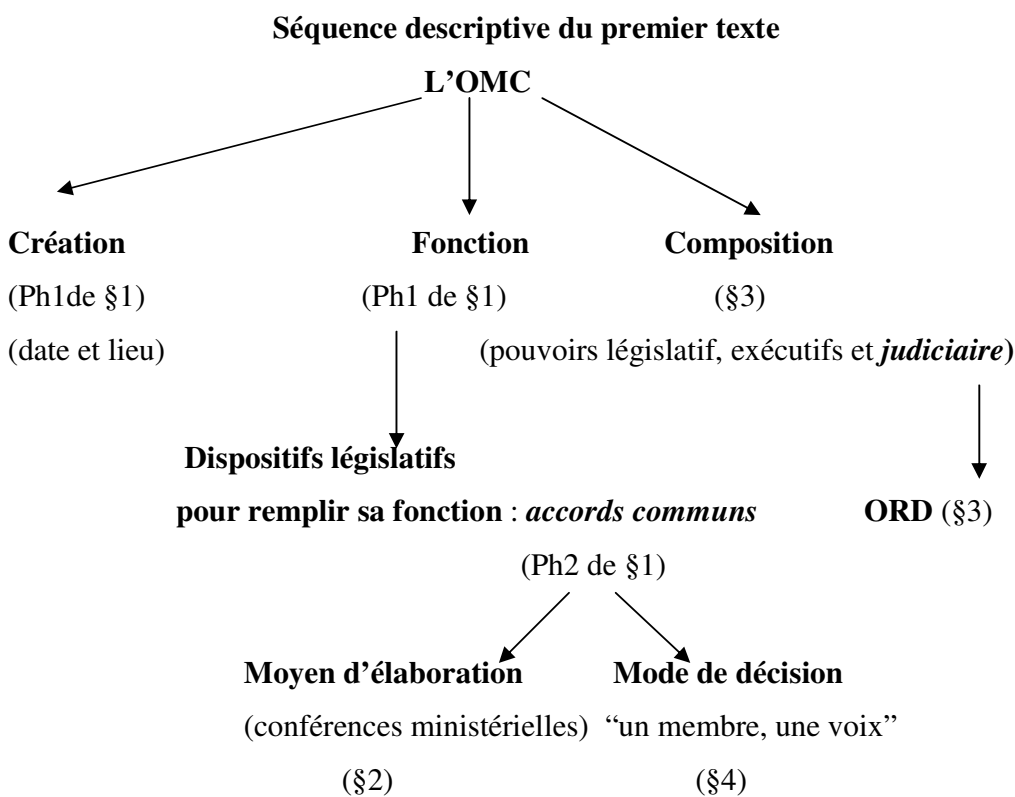 Séquence descriptive du premier texte
L’OMC
Création Fonction Composition
(Ph1de §1) (Ph1 de §1) (§3)
(date et lieu) (pouvoirs législatif, exécutifs et judiciaire)
Dispositifs législatifs
pour remplir sa fonction : accords communs ORD (§3)
(Ph2 de §1)
Moyen d’élaboration Mode de décision
(conférences ministérielles) “un membre, une voix”
(§2) (§4)